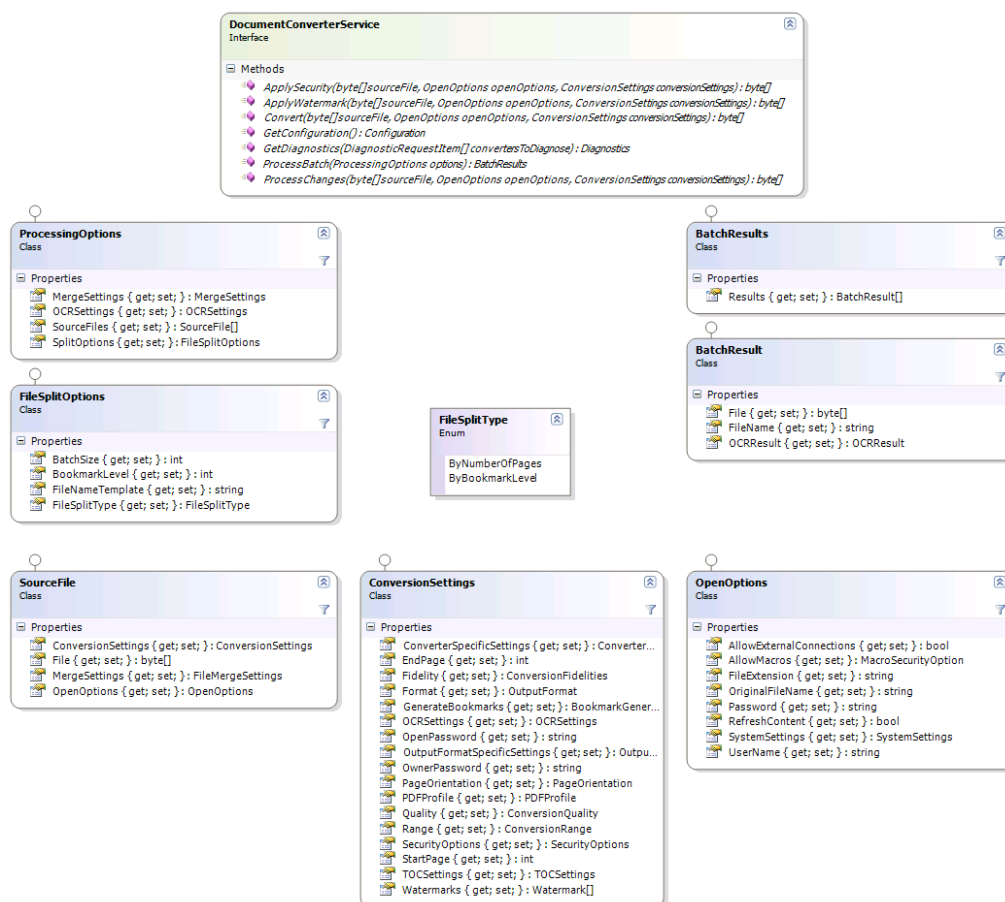 DocumentConverterService
Interface
Methods
ApplySecurity(byte[]sourceFile, OpenOptions openOptions, ConversionSettings conversionSettings) : byte[]
ApplyWatermark(byte[]sourceFile, OpenOptions openOptions, ConversionSettings conversionSettings) : byte[]
Convert(byte[]sourceFile, OpenOptions openOptions, ConversionSettings conversionSettings) : byte[]
GetConfiguration() : Configuration
GetDiagnostics(DiagnosticRequestItem[] convertersToDiagnose) : Diagnostics
ProcessBatch(ProcessingOptions options) : BatchResults
ProcessChanges(byte[]sourceFile, OpenOptions openOptions, ConversionSettings conversionSettings) : byte[]
ProcessingOptions
Class
Properties
MergeSettings { get; set; } : MergeSettings
OCRSettings { get; set; } : OCRSettings
SourceFiles { get; set; } : SourceFile[]
SplitOptions { get; set; } : FileSplitOptions
BatchResults
Class
Properties
Results { get; set; } : BatchResult[]
BatchResult
Class
Properties
File { get; set; } : byte[]
FileName { get; set; } : string
OCRResult { get; set; } : OCRResult
FileSplitOptions
Class
Properties
BatchSize { get; set; } : int
BookmarkLevel { get; set; } : int
FileNameTemplate { get; set; } : string
FileSplitType { get; set; } : FileSplitType
FileSplitType
Enum
ByNumberOfPages
ByBookmarkLevel
SourceFile
Class
Properties
ConversionSettings { get; set; } : ConversionSettings
File { get; set; } : byte[]
MergeSettings { get; set; } : FileMergeSettings
OpenOptions { get; set; } : OpenOptions
ConversionSettings
Class
Properties
ConverterSpecificSettings { get; set; } : Converter...
EndPage { get; set; } : int
Fidelity { get; set; } : ConversionFidelities
Format { get; set; } : OutputFormat
GenerateBookmarks { get; set; } : BookmarkGener...
OCRSettings { get; set; } : OCRSettings
OpenPassword { get; set; } : string
OutputFormatSpecificSettings { get; set; } : Outpu...
OwnerPassword { get; set; } : string
PageOrientation { get; set; } : PageOrientation
PDFProfile { get; set; } : PDFProfile
Quality { get; set; } : ConversionQuality
Range { get; set; } : ConversionRange
SecurityOptions { get; set; } : SecurityOptions
StartPage { get; set; } : int
TOCSettings { get; set; } : TOCSettings
Watermarks { get; set; } : Watermark[]
OpenOptions
Class
Properties
AllowExternalConnections { get; set; } : bool
AllowMacros { get; set; } : MacroSecurityOption
FileExtension { get; set; } : string
OriginalFileName { get; set; } : string
Password { get; set; } : string
RefreshContent { get; set; } : bool
SystemSettings { get; set; } : SystemSettings
UserName { get; set; } : string